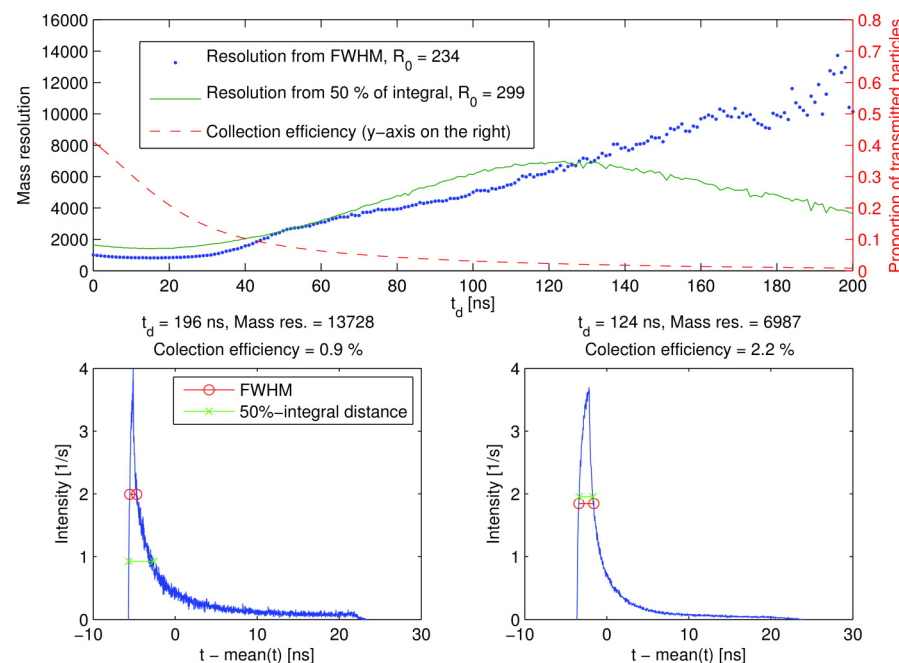 16000
14000
12000
10000
8000
6000
4000
2000
0
Mass resolution
Resolution from FWHM, R0 = 234
Resolution from 50 % of integral, R0 = 299
Collection efficiency (y−axis on the right)
0.8
0.7
0.6
0.5
0.4
0.3
0.2
0.1
0
Proportion of transmitted particles
0 20 40 60 80 100 120 140 160 180 200
td [ns]
td = 196 ns, Mass res. = 13728
Colection efficiency = 0.9 %
4
3
2
1
0
Intensity [1/s]
FWHM
50%−integral distance
−10 0 10 20 30
t − mean(t) [ns]
td = 124 ns, Mass res. = 6987
Colection efficiency = 2.2 %
4
3
2
1
0
Intensity [1/s]
−10 0 10 20 30
t − mean(t) [ns]